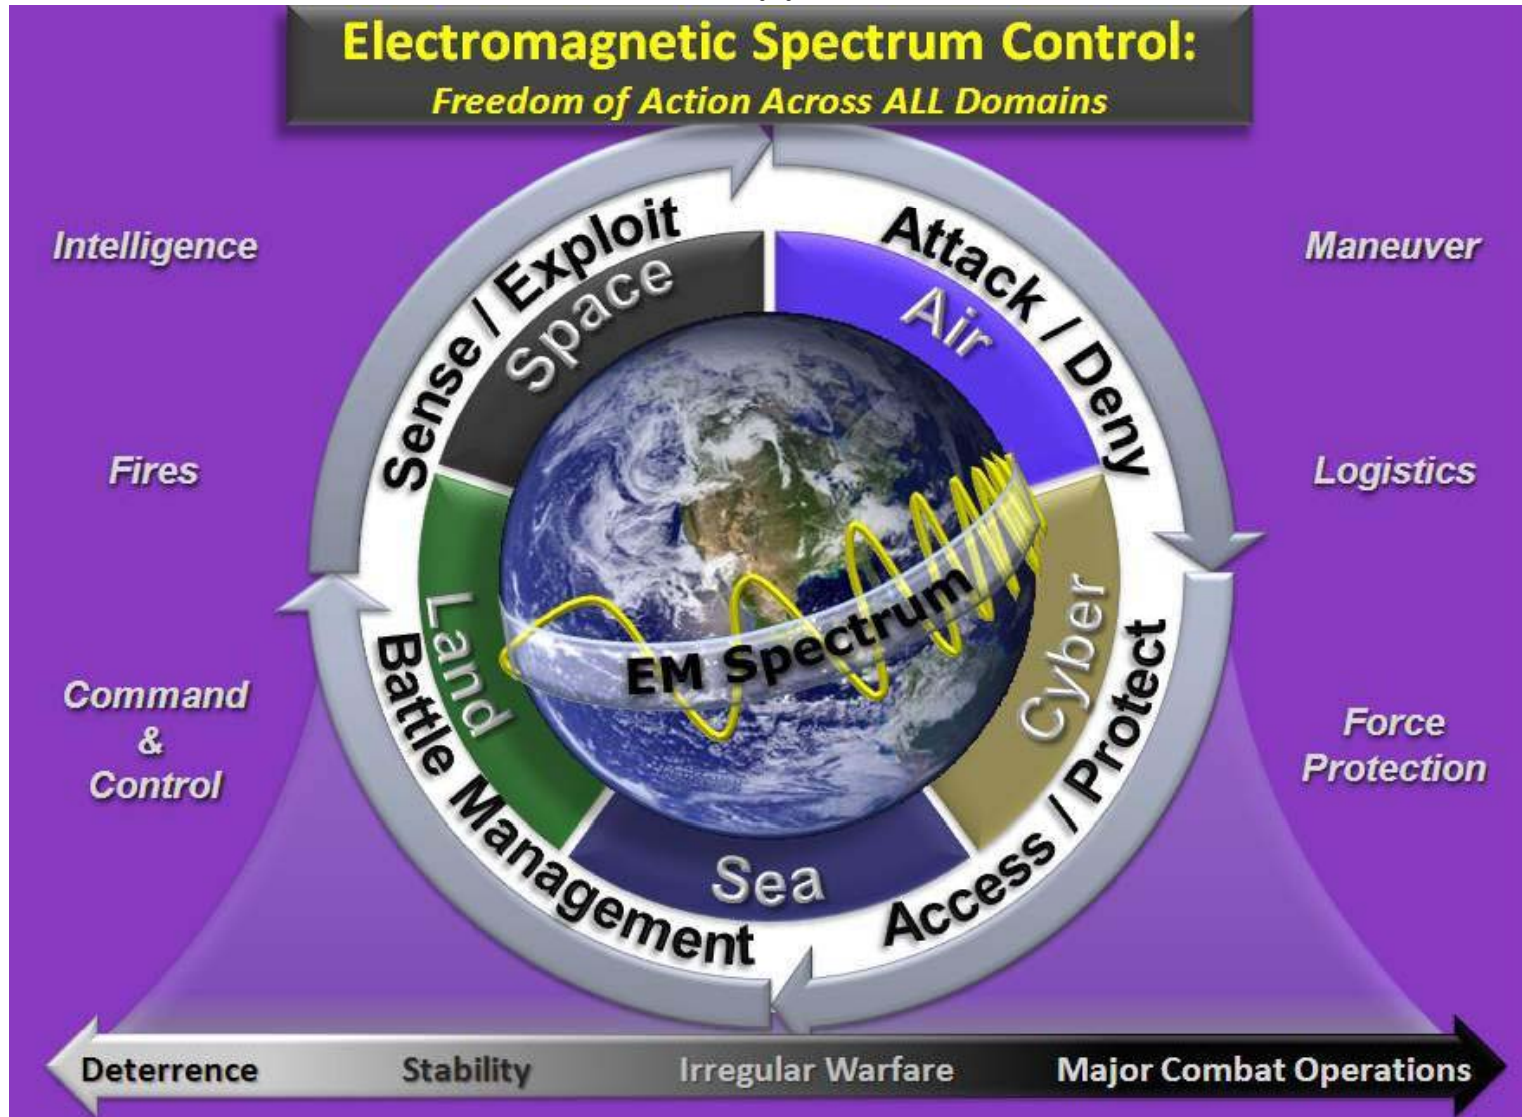 Electromagnetic Spectrum Control:
Freedom of Action Across ALL Domains
Intelligence
Fires
Command
&
Control
Sense / Exploit
Attack / Deny
Battle Management
Access / Protect
Space
Air
Land
Cyber
Sea
EM Spectrum
Maneuver
Logistics
Force
Protection
Deterrence
Stability
Irregular Warfare
Major Combat Operations